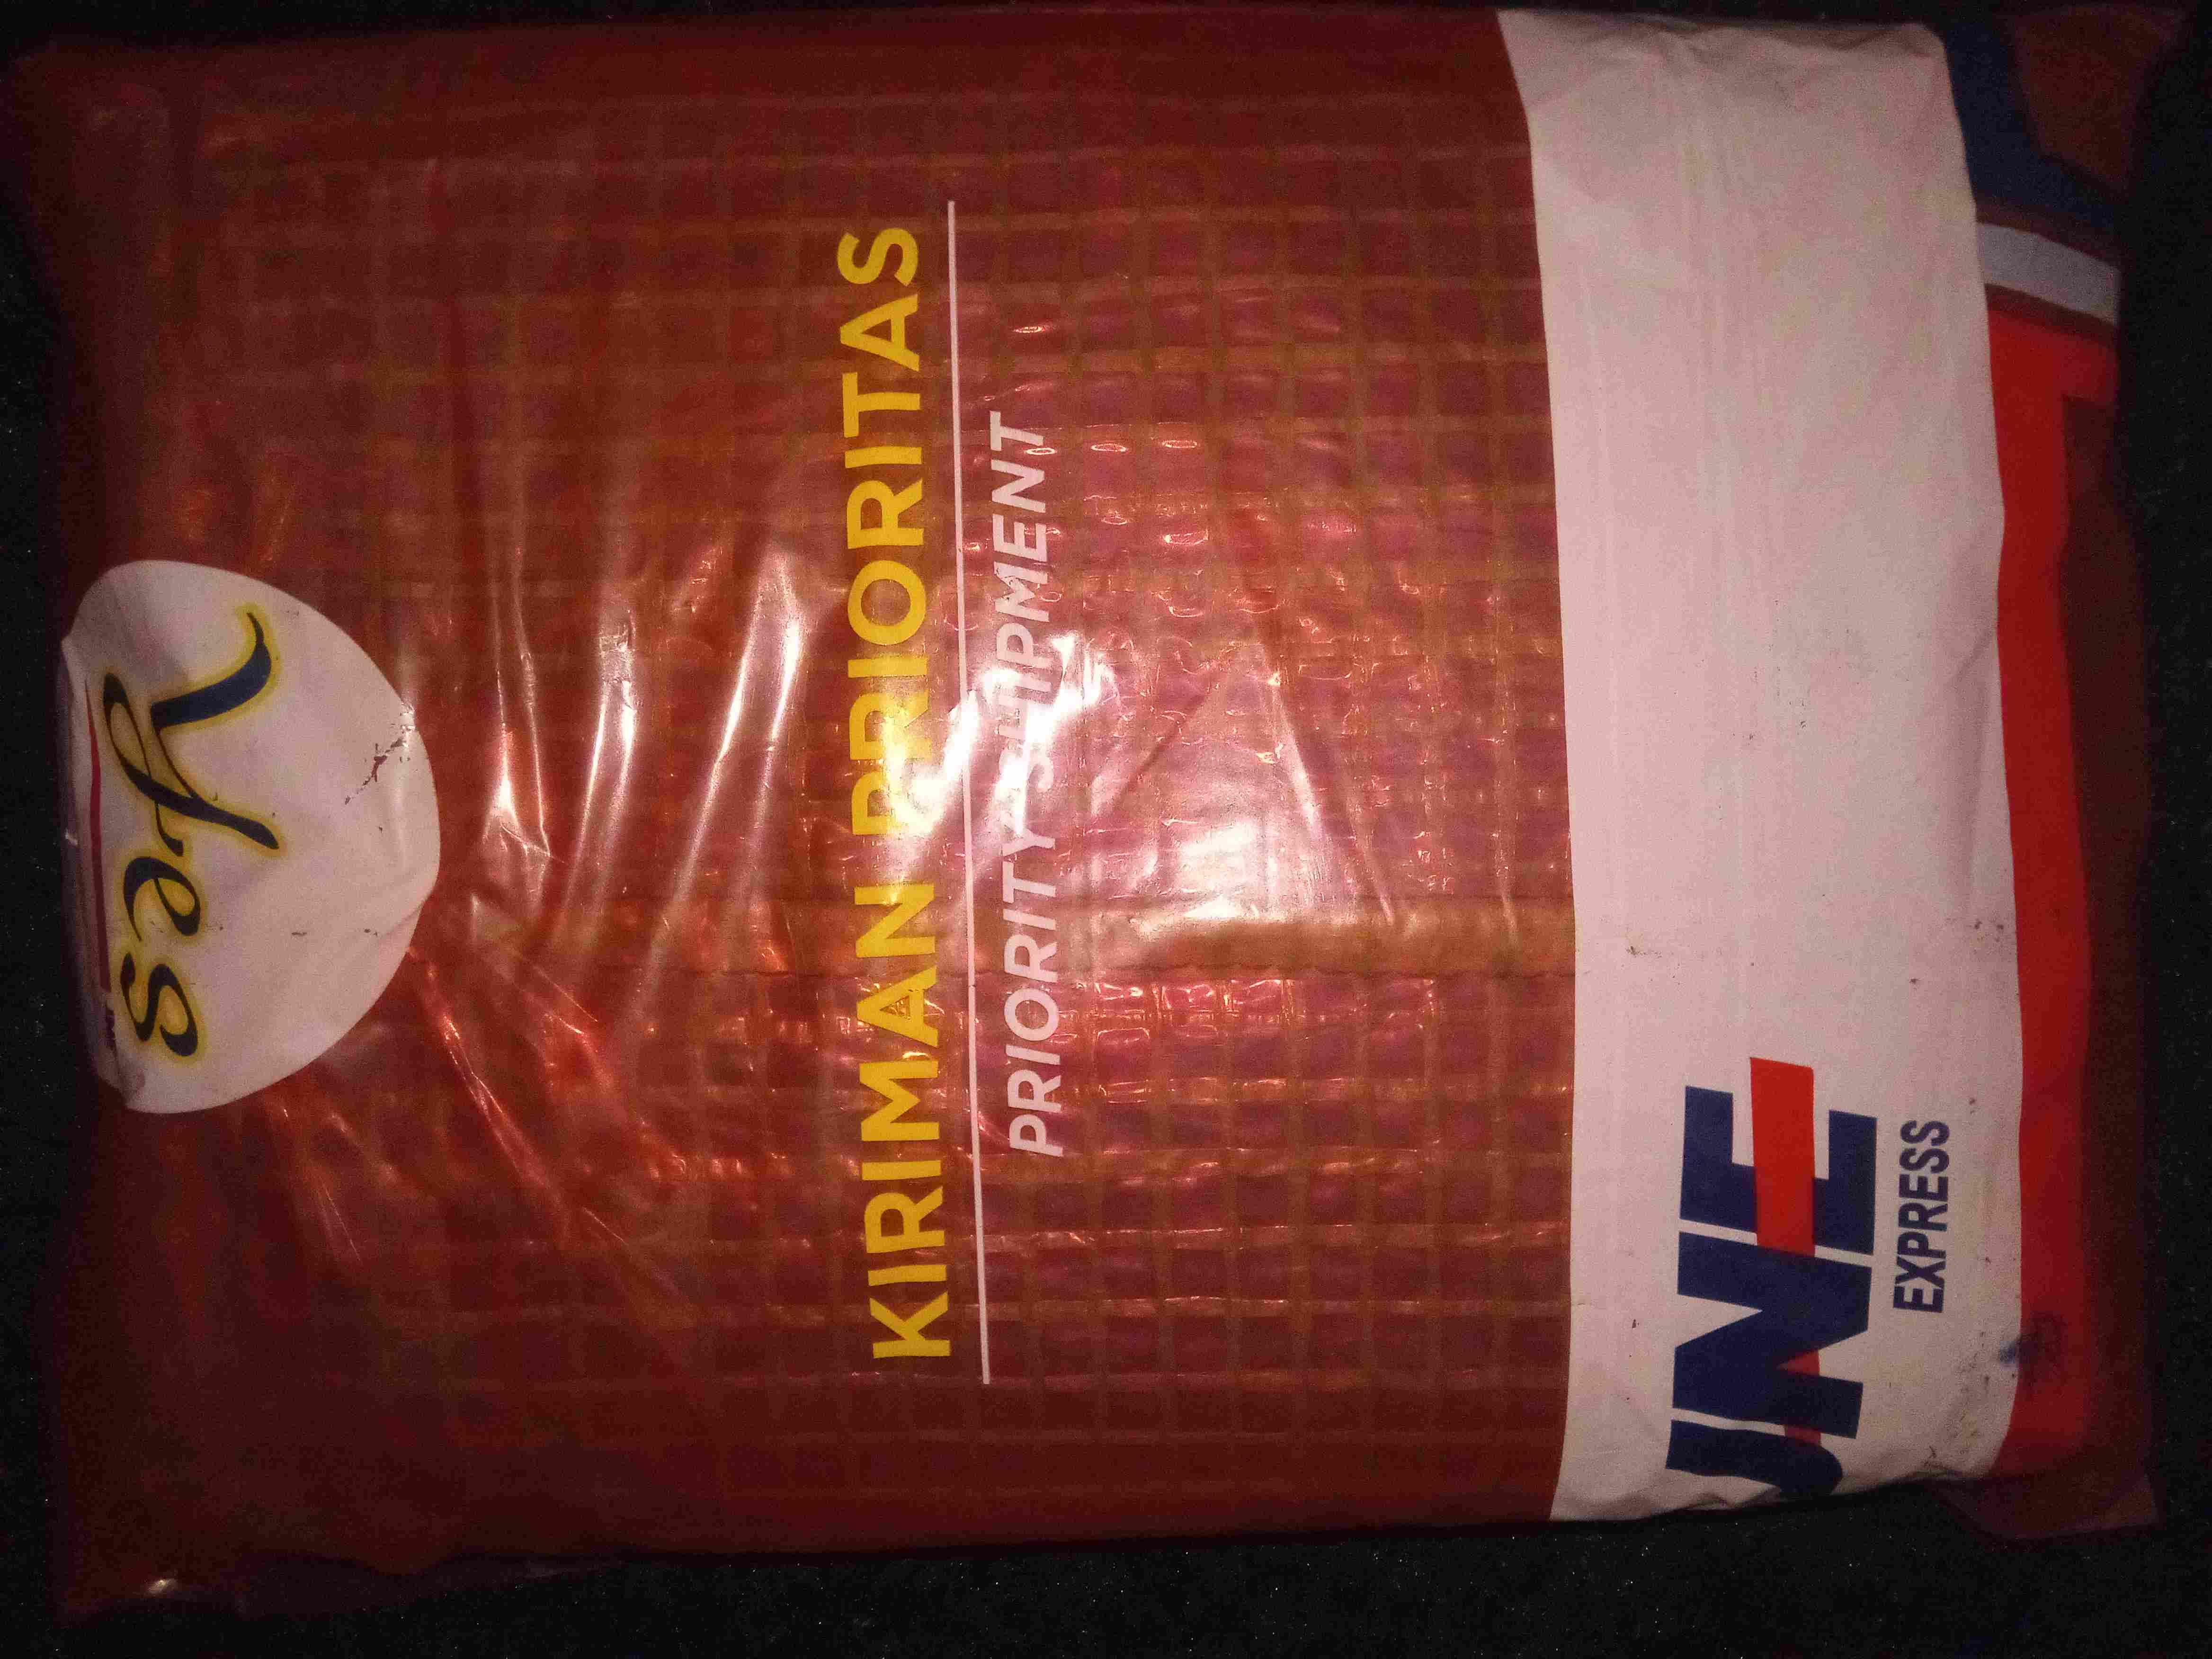 Yes
KIRIMAN PRIORITAS
PRIORITY SHIPMENT
JNE
EXPRESS